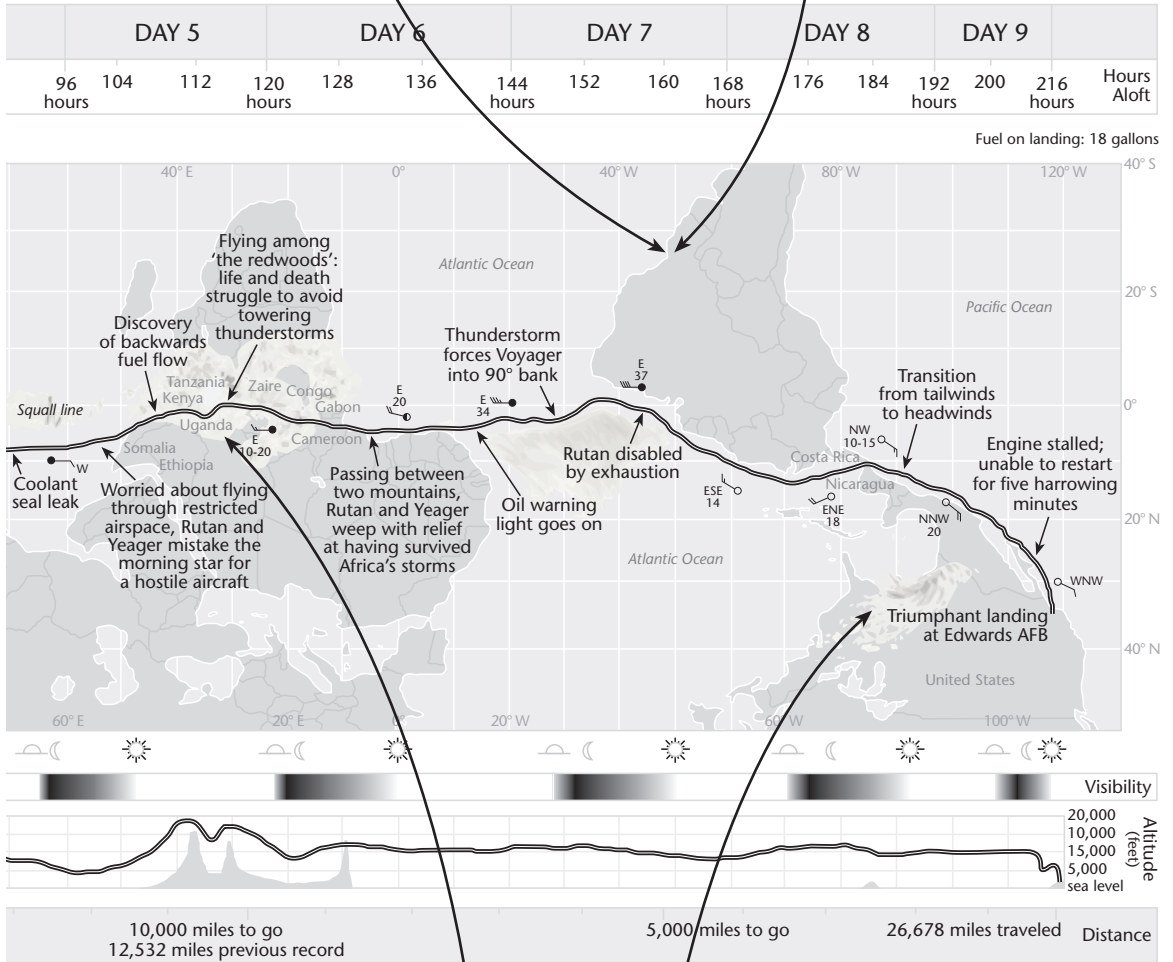 DAY 5
DAY 6
DAY 7
DAY 8
DAY 9
96
hours
104
112
120
hours
128
136
144
hours
152
160
168
hours
176
184
192
hours
200
216
hours
Hours
Aloft
Fuel on landing: 18 gallons
40° E
0°
40° W
80° W
120° W
40° S
20° S
0°
20° N
40° N
Atlantic Ocean
Pacific Ocean
Flying among
‘the redwoods’:
life and death
struggle to avoid
towering
thunderstorms
Discovery
of backwards
fuel flow
Thunderstorm
forces Voyager
into 90° bank
E
37
Transition
from tailwinds
to headwinds
Tanzania
Zaire
Congo
Kenya
Gabon
E
20
E
34
Squall line
Uganda
Cameroon
E
10-20
NW
10-15
Engine stalled;
unable to restart
for five harrowing
minutes
Somalia
Ethiopia
W
Coolant
seal leak
Worried about flying
through restricted
airspace, Rutan and
Yeager mistake the
morning star for
a hostile aircraft
Passing between
two mountains,
Rutan and Yeager
weep with relief
at having survived
Africa’s storms
Oil warning
light goes on
Rutan disabled
by exhaustion
Costa Rica
Nicaragua
ESE
14
ENE
18
NNW
20
Atlantic Ocean
WNW
Triumphant landing
at Edwards AFB
United States
60° E
20° E
0°
20° W
60° W
100° W
Visibility
20,000
10,000
15,000
5,000
sea level
Altitude
(feet)
10,000 miles to go
12,532 miles previous record
5,000 miles to go
26,678 miles traveled
Distance